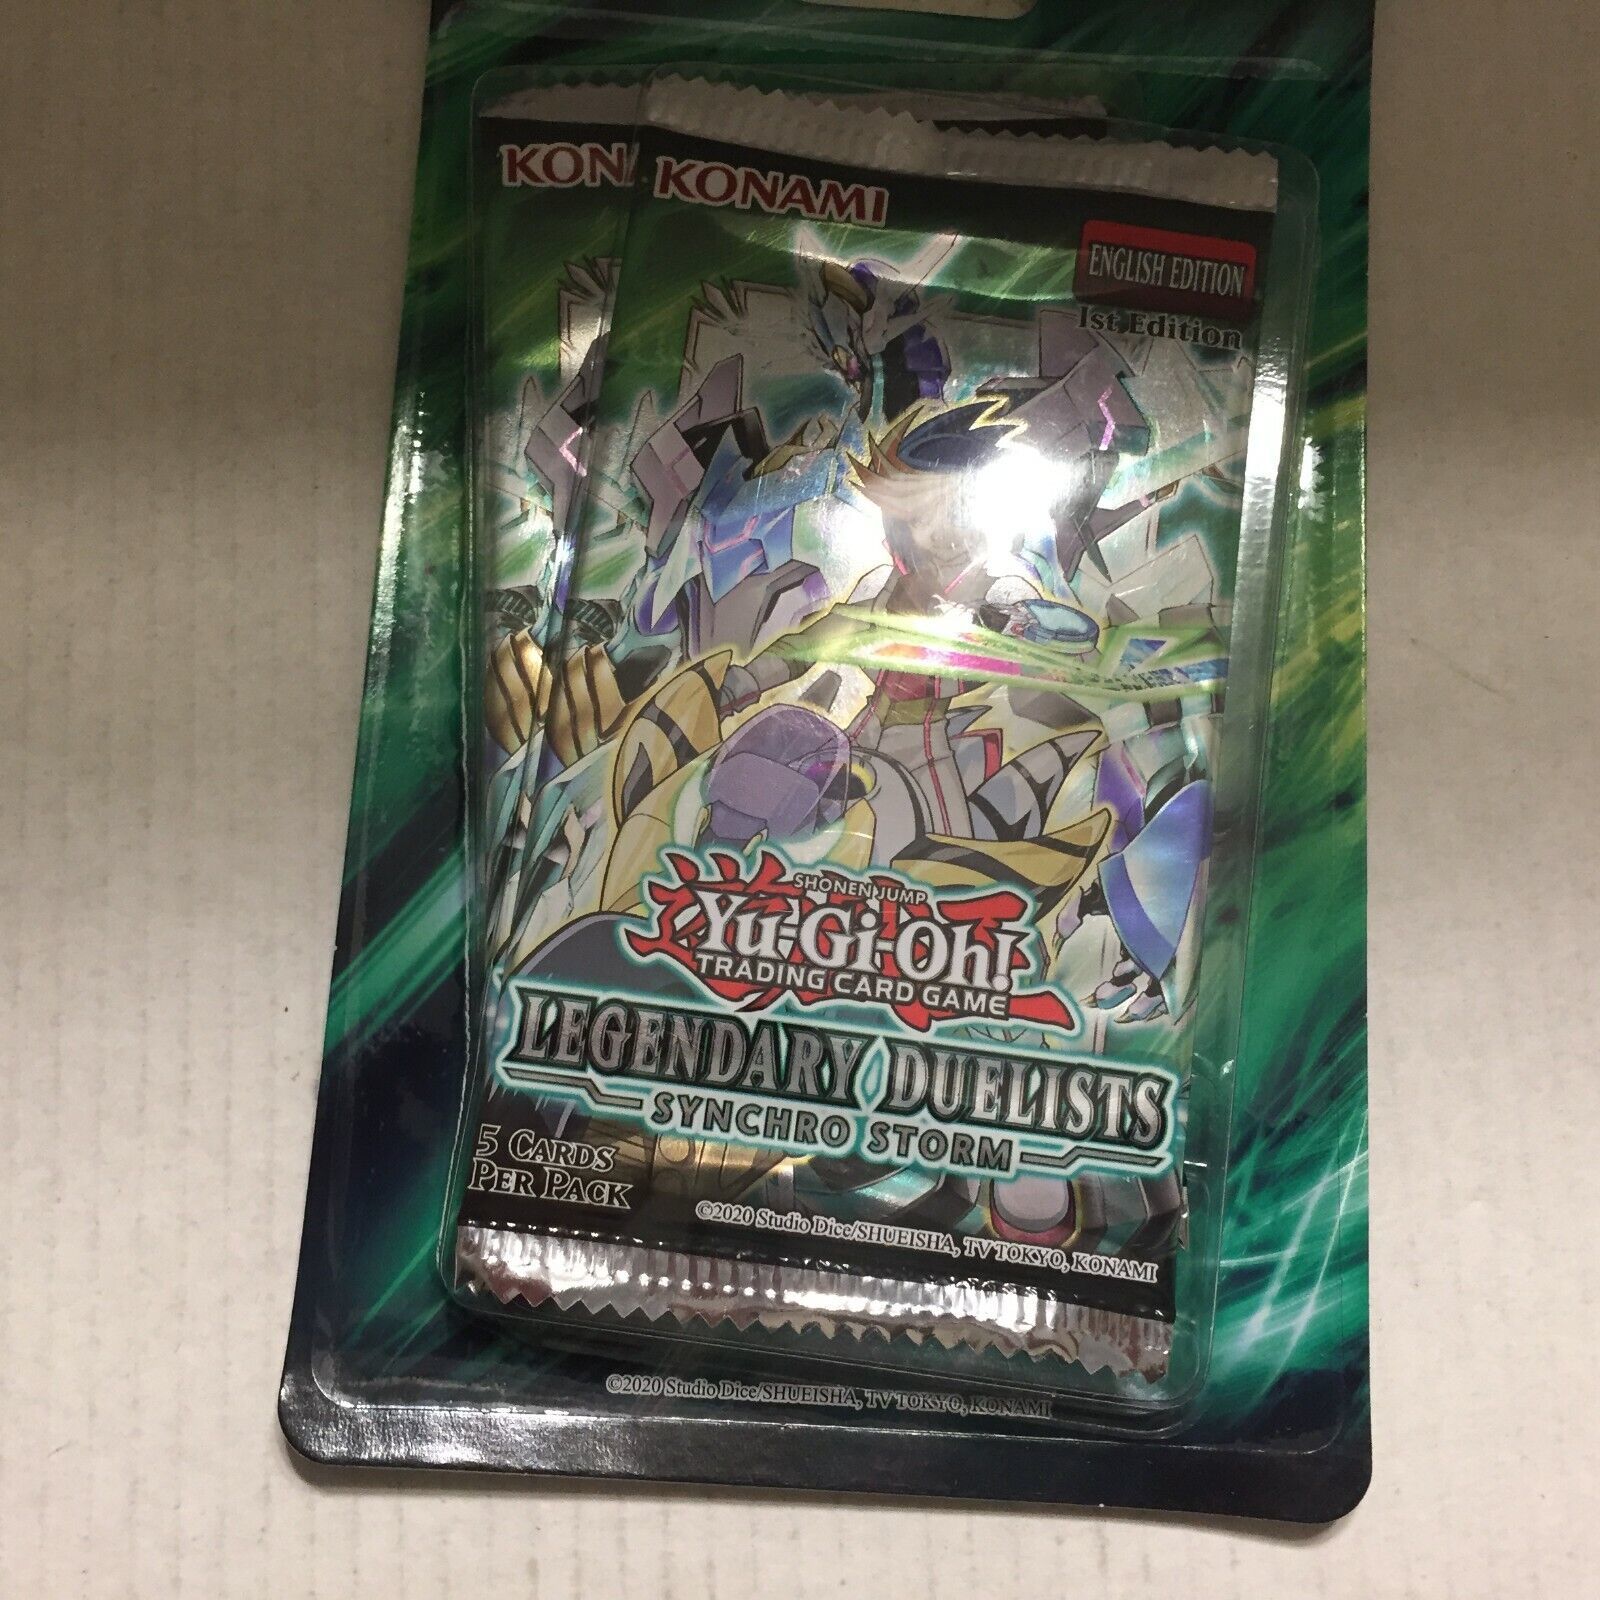 KONA
KONAMI
ENGLISH EDITION
1st Edition
SHONEN JUMP
Yu-Gi-Oh!
TRADING CARD GAME
LEGENDARY DUELISTS
SYNCHRO STORM
5 CARDS
PER PACK
©2020 Studio Dice/SHUEISHA, TV TOKYO, KONAMI
©2020 Studio Dice/SHUEISHA, TV TOKYO, KONAMI